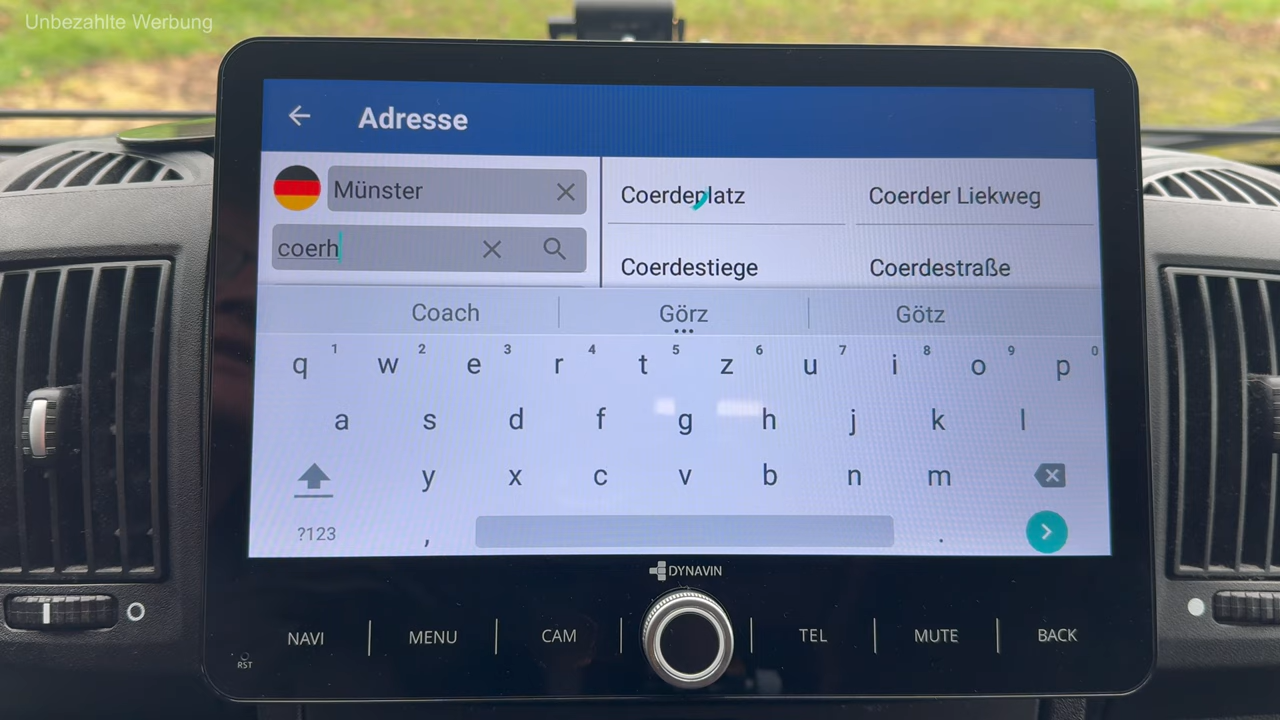 Unbezahlte Werbung
Adresse
Münster
Coerdeplatz
Coerder Liekweg
coerh
Coerdestiege
Coerdestraße
Coach
Görz
Götz
q 1 w 2 e 3 r 4 t 5 z 6 u 7 i 8 o 9 p 0
a s d f g h j k l
y x c v b n m
?123 , .
DYNAVIN
NAVI MENU CAM TEL MUTE BACK
RST